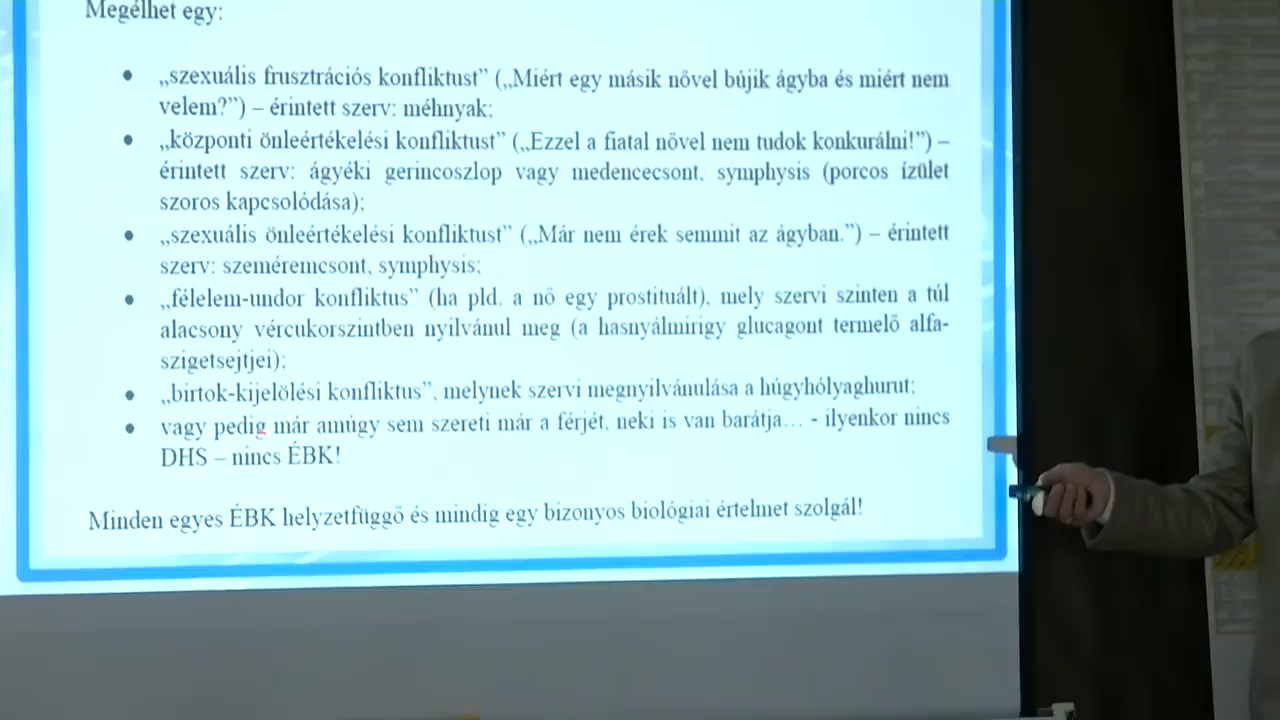 Megélhet egy:
• „szexuális frusztrációs konfliktust” („Miért egy másik nővel bújik ágyba és miért nem
velem?”) – érintett szerv: méhnyak;
• „központi önleértékelési konfliktust” („Ezzel a fiatal nővel nem tudok konkurálni!”) –
érintett szerv: ágyéki gerincoszlop vagy medencecsont, symphysis (porcos ízület
szoros kapcsolódása);
• „szexuális önleértékelési konfliktust” („Már nem érek semmit az ágyban.”) – érintett
szerv: szeméremcsont, symphysis;
• „félelem-undor konfliktus” (ha pld. a nő egy prostituált), mely szervi szinten a túl
alacsony vércukorszintben nyilvánul meg (a hasnyálmirigy glucagont termelő alfa-
szigetsejtjei);
• „birtok-kijelölési konfliktus”, melynek szervi megnyilvánulása a húgyhólyaghurut;
• vagy pedig már amúgy sem szereti már a férjét, neki is van barátja… - ilyenkor nincs
DHS – nincs ÉBK!
Minden egyes ÉBK helyzetfüggő és mindig egy bizonyos biológiai értelmet szolgál!